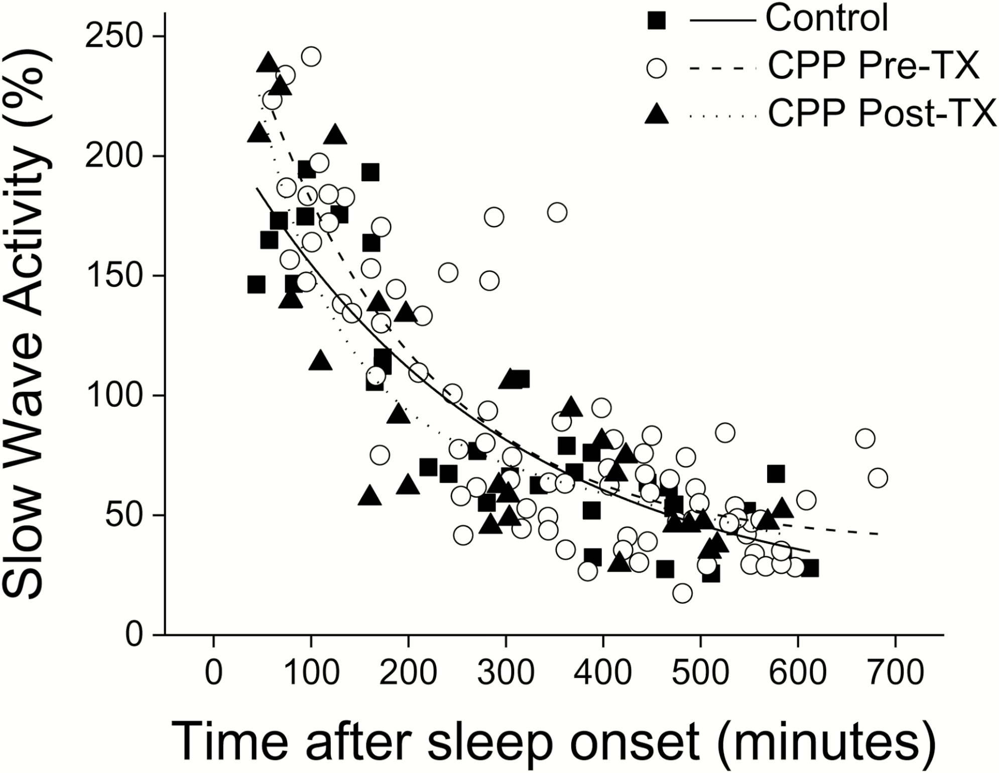 Control
CPP Pre-TX
CPP Post-TX
Slow Wave Activity (%)
250
200
150
100
50
0
0 100 200 300 400 500 600 700
Time after sleep onset (minutes)